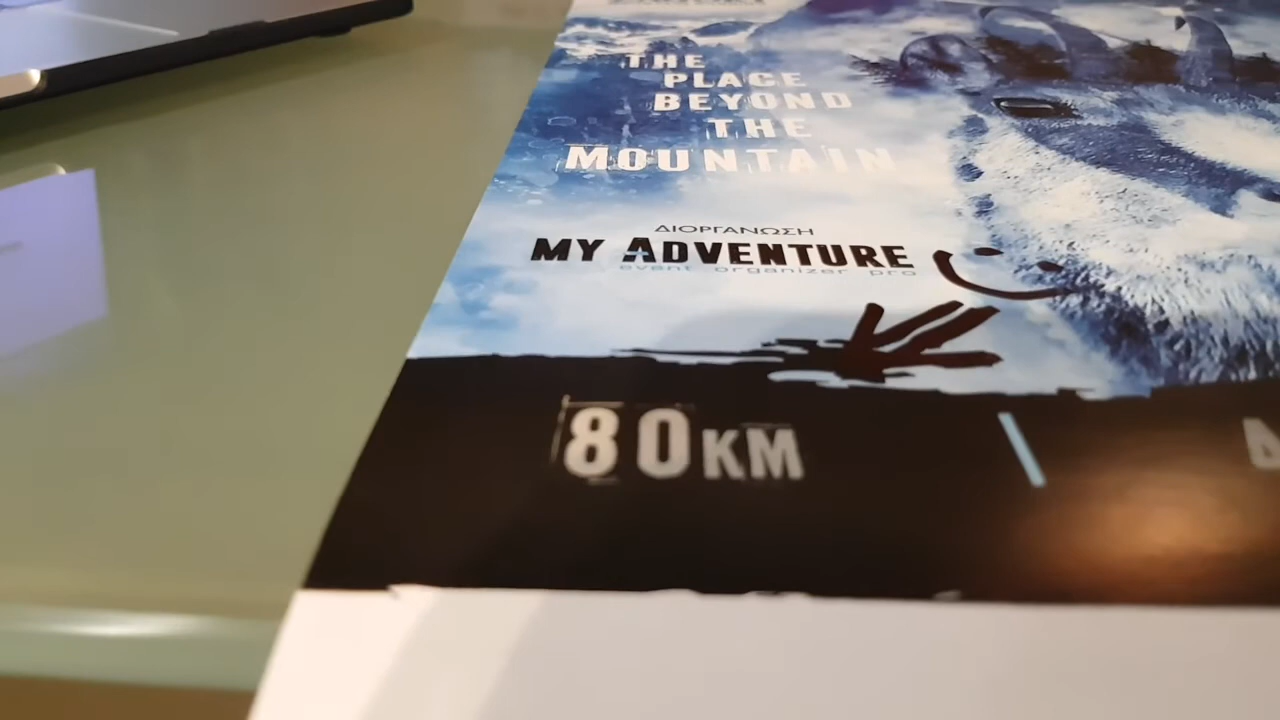 THE
PLACE
BEYOND
THE
MOUNTAIN
ΔΙΟΡΓΑΝΩΣΗ
MY ADVENTURE
event organizer pro
80KM